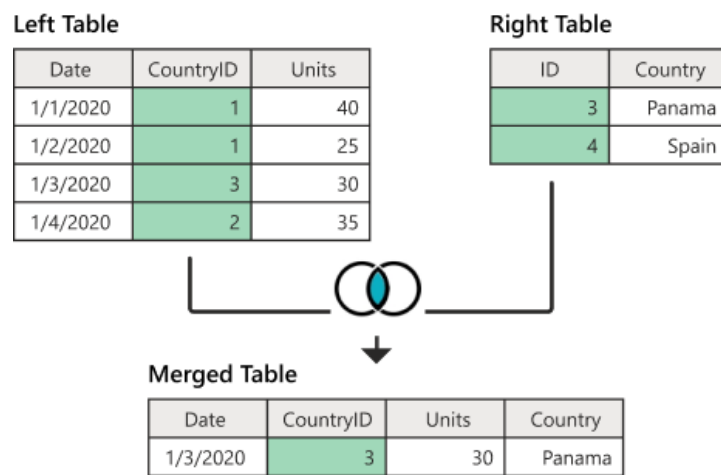 Left Table
Date CountryID Units
1/1/2020 1 40
1/2/2020 1 25
1/3/2020 3 30
1/4/2020 2 35
Right Table
ID Country
3 Panama
4 Spain
Merged Table
Date CountryID Units Country
1/3/2020 3 30 Panama